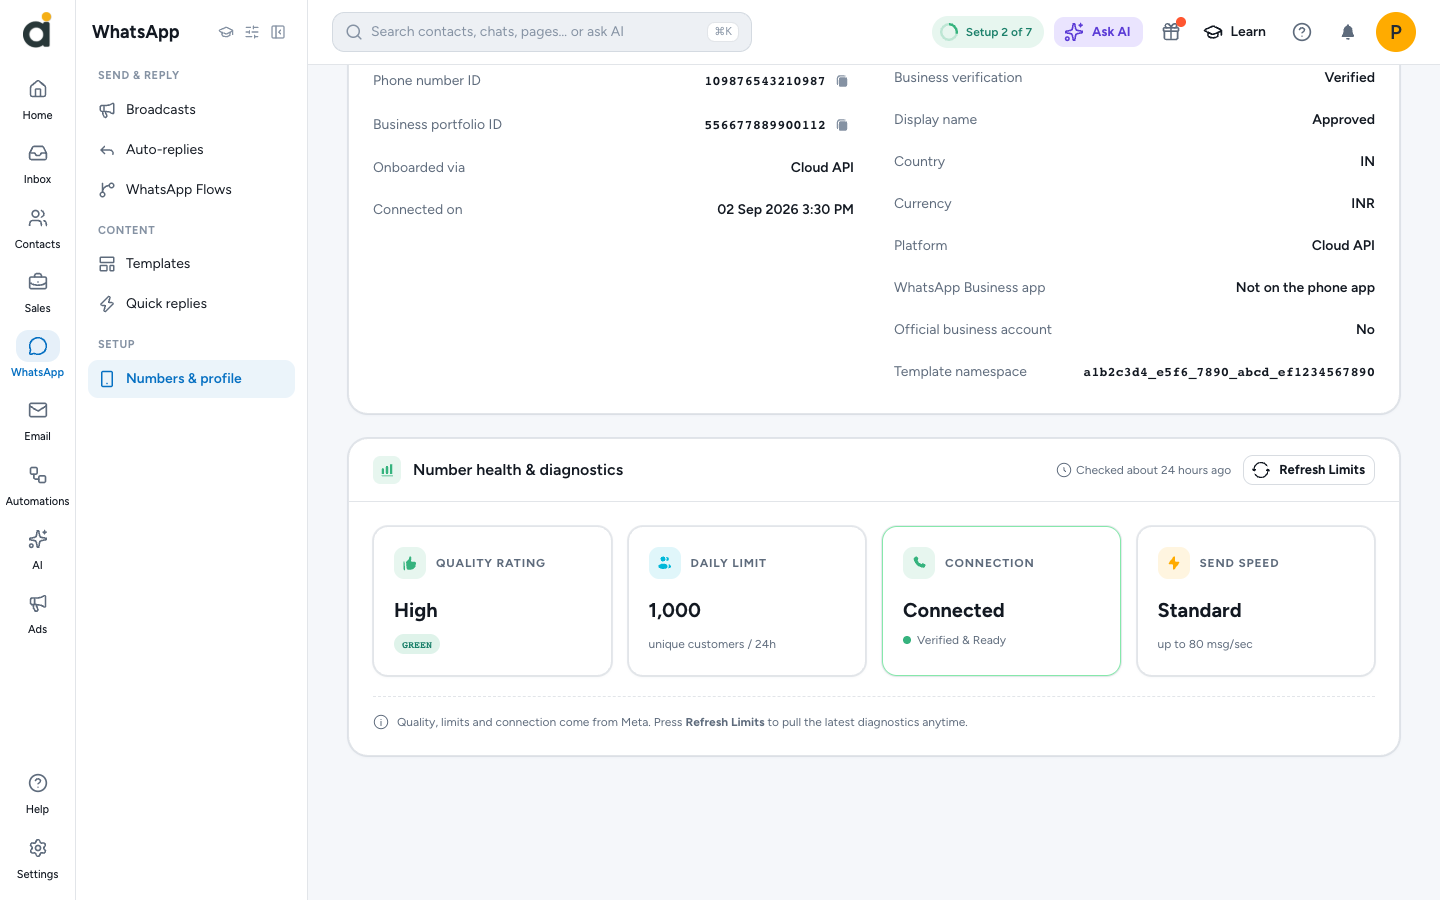 WhatsApp
Search contacts, chats, pages... or ask AI
⌘K
Setup 2 of 7
Ask AI
Learn
P
Home
Inbox
Contacts
Sales
WhatsApp
Email
Automations
AI
Ads
Help
Settings
SEND & REPLY
Broadcasts
Auto-replies
WhatsApp Flows
CONTENT
Templates
Quick replies
SETUP
Numbers & profile
Phone number ID 109876543210987
Business portfolio ID 556677889900112
Onboarded via Cloud API
Connected on 02 Sep 2026 3:30 PM
Business verification Verified
Display name Approved
Country IN
Currency INR
Platform Cloud API
WhatsApp Business app Not on the phone app
Official business account No
Template namespace a1b2c3d4_e5f6_7890_abcd_ef1234567890
Number health & diagnostics
Checked about 24 hours ago
Refresh Limits
QUALITY RATING
High
GREEN
DAILY LIMIT
1,000
unique customers / 24h
CONNECTION
Connected
Verified & Ready
SEND SPEED
Standard
up to 80 msg/sec
Quality, limits and connection come from Meta. Press Refresh Limits to pull the latest diagnostics anytime.